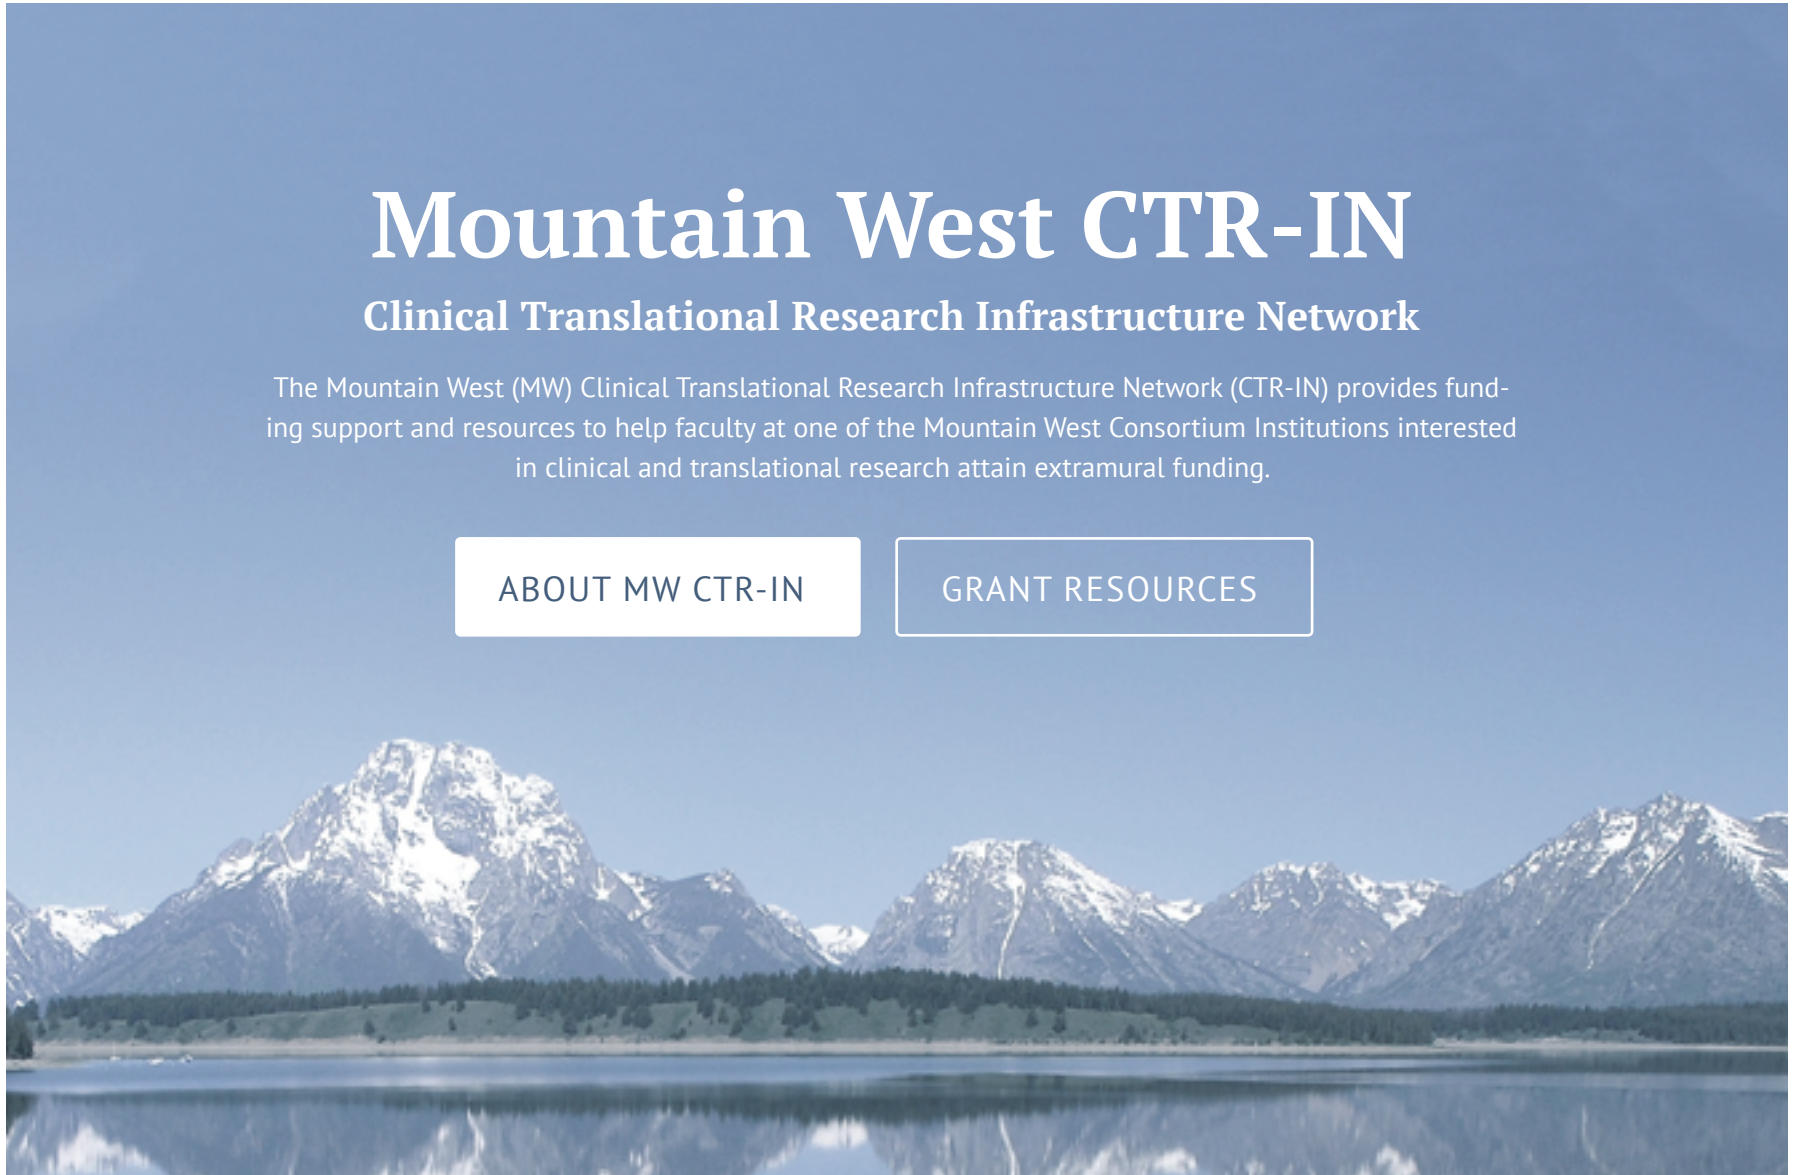 Mountain West CTR-IN
Clinical Translational Research Infrastructure Network
The Mountain West (MW) Clinical Translational Research Infrastructure Network (CTR-IN) provides fund-
ing support and resources to help faculty at one of the Mountain West Consortium Institutions interested
in clinical and translational research attain extramural funding.
ABOUT MW CTR-IN
GRANT RESOURCES